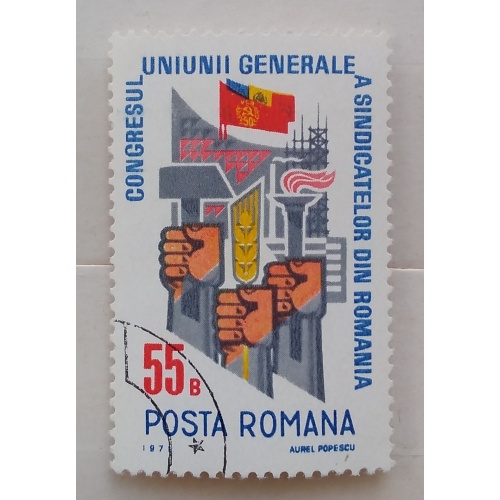 CONGRESUL UNIUNII GENERALE A SINDICATELOR DIN ROMANIA
55 B
POSTA ROMANA
197
AUREL POPESCU